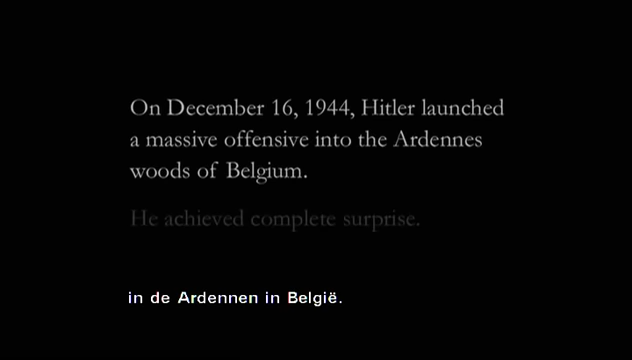 On December 16, 1944, Hitler launched
a massive offensive into the Ardennes
woods of Belgium.
He achieved complete surprise.
in de Ardennen in België.